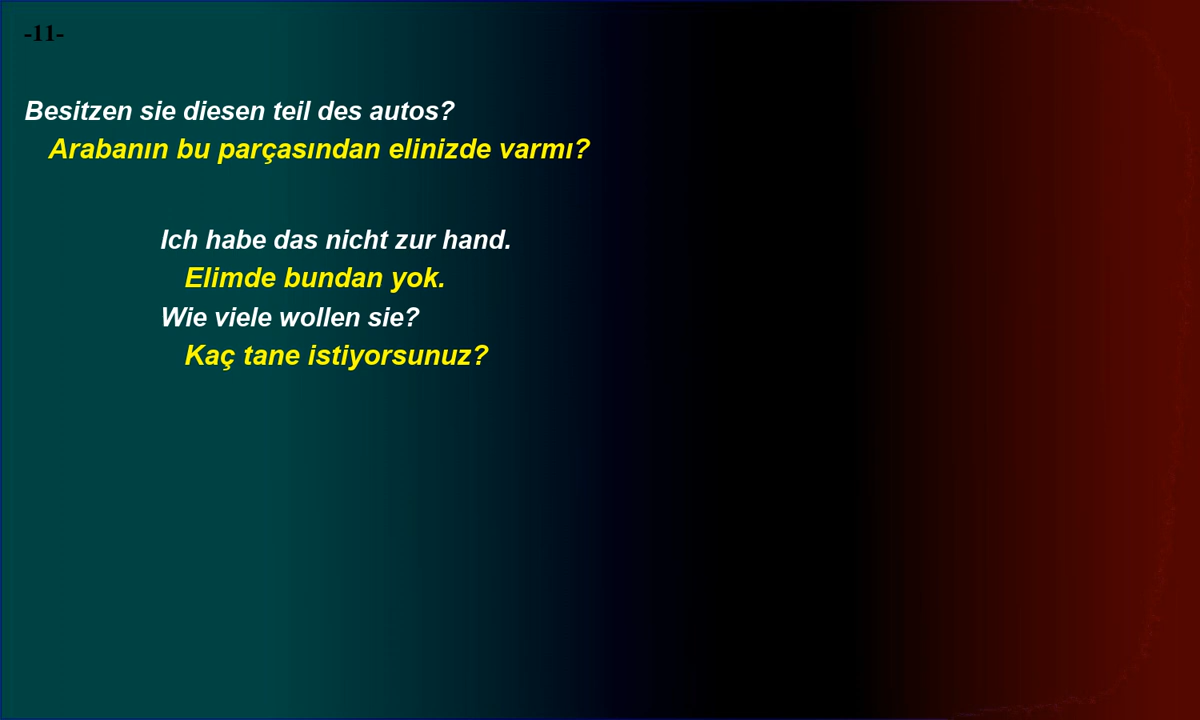 -11-
Besitzen sie diesen teil des autos?
Arabanın bu parçasından elinizde varmı?
Ich habe das nicht zur hand.
Elimde bundan yok.
Wie viele wollen sie?
Kaç tane istiyorsunuz?